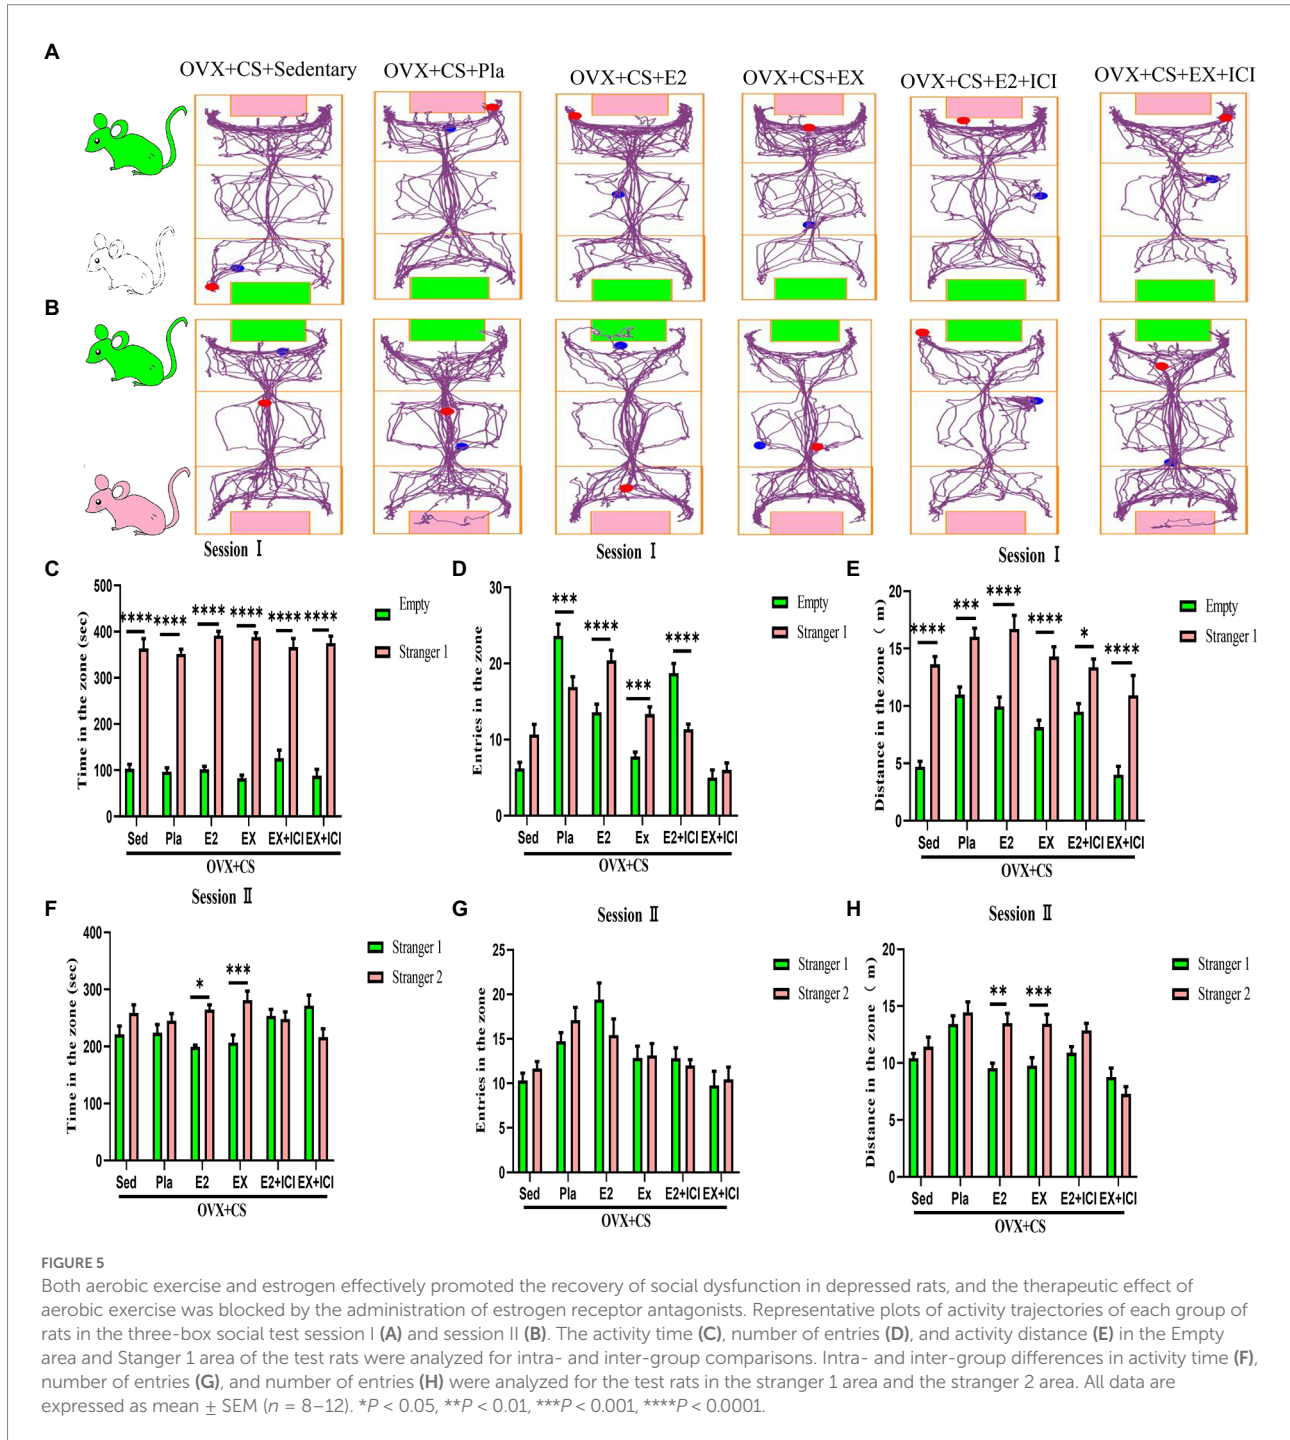 A
OVX+CS+Sedentary
OVX+CS+Pla
OVX+CS+E2
OVX+CS+EX
OVX+CS+E2+ICI
OVX+CS+EX+ICI
B
C
Session Ⅰ
Time in the zone (sec)
500
400
300
200
100
0
**** **** **** **** **** ****
Sed Pla E2 EX EX+ICI EX+ICI
OVX+CS
Empty
Stranger 1
D
Session Ⅰ
Entries in the zone
30
20
10
0
*** **** *** ****
Sed Pla E2 Ex E2+ICI EX+ICI
OVX+CS
Empty
Stranger 1
E
Session Ⅰ
Distance in the zone ( m)
20
15
10
5
0
**** *** **** **** * ****
Sed Pla E2 EX E2+ICI EX+ICI
OVX+CS
Empty
Stranger 1
F
Session Ⅱ
Time in the zone (sec)
400
300
200
100
0
* ***
Sed Pla E2 EX E2+ICI EX+ICI
OVX+CS
Stranger 1
Stranger 2
G
Session Ⅱ
Entries in the zone
25
20
15
10
5
0
Sed Pla E2 Ex E2+ICI EX+ICI
OVX+CS
Stranger 1
Stranger 2
H
Session Ⅱ
Distance in the zone ( m)
20
15
10
5
0
** ***
Sed Pla E2 EX E2+ICI EX+ICI
OVX+CS
Stranger 1
Stranger 2
FIGURE 5
Both aerobic exercise and estrogen effectively promoted the recovery of social dysfunction in depressed rats, and the therapeutic effect of
aerobic exercise was blocked by the administration of estrogen receptor antagonists. Representative plots of activity trajectories of each group of
rats in the three-box social test session I (A) and session II (B). The activity time (C), number of entries (D), and activity distance (E) in the Empty
area and Stanger 1 area of the test rats were analyzed for intra- and inter-group comparisons. Intra- and inter-group differences in activity time (F),
number of entries (G), and number of entries (H) were analyzed for the test rats in the stranger 1 area and the stranger 2 area. All data are
expressed as mean ± SEM (n = 8–12). *P < 0.05, **P < 0.01, ***P < 0.001, ****P < 0.0001.